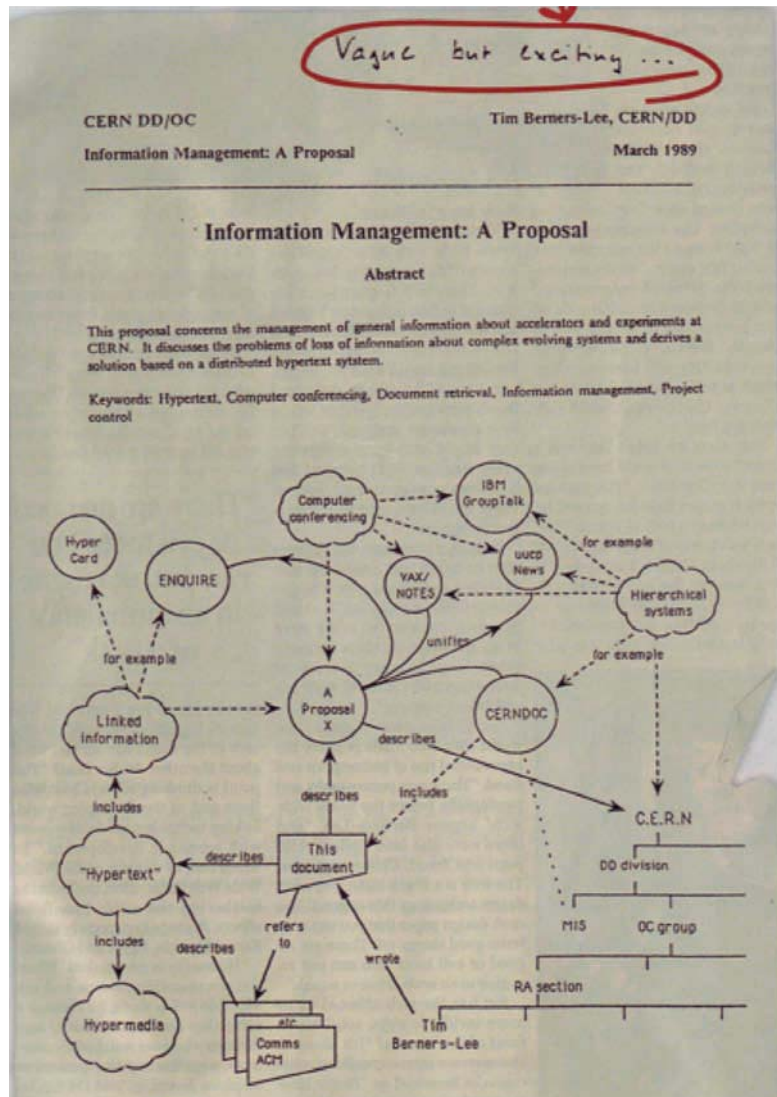 Vague but exciting ...
CERN DD/OC
Tim Berners-Lee, CERN/DD
Information Management: A Proposal
March 1989
Information Management: A Proposal
Abstract
This proposal concerns the management of general information about accelerators and experiments at
CERN. It discusses the problems of loss of information about complex evolving systems and derives a
solution based on a distributed hypertext sytstem.
Keywords: Hypertext, Computer conferencing, Document retrieval, Information management, Project
control
Computer
conferencing
IBM
GroupTalk
Hyper
Card
ENQUIRE
VAX/
NOTES
uucp
News
for example
Hierarchical
systems
unifies
for example
for example
Linked
information
A
Proposal
X
CERNDOC
describes
includes
describes
includes
C.E.R.N
"Hypertext"
describes
This
document
DD division
includes
describes
refers
to
wrote
MIS
OC group
RA section
Hypermedia
etc
Comms
ACM
Tim
Berners-Lee